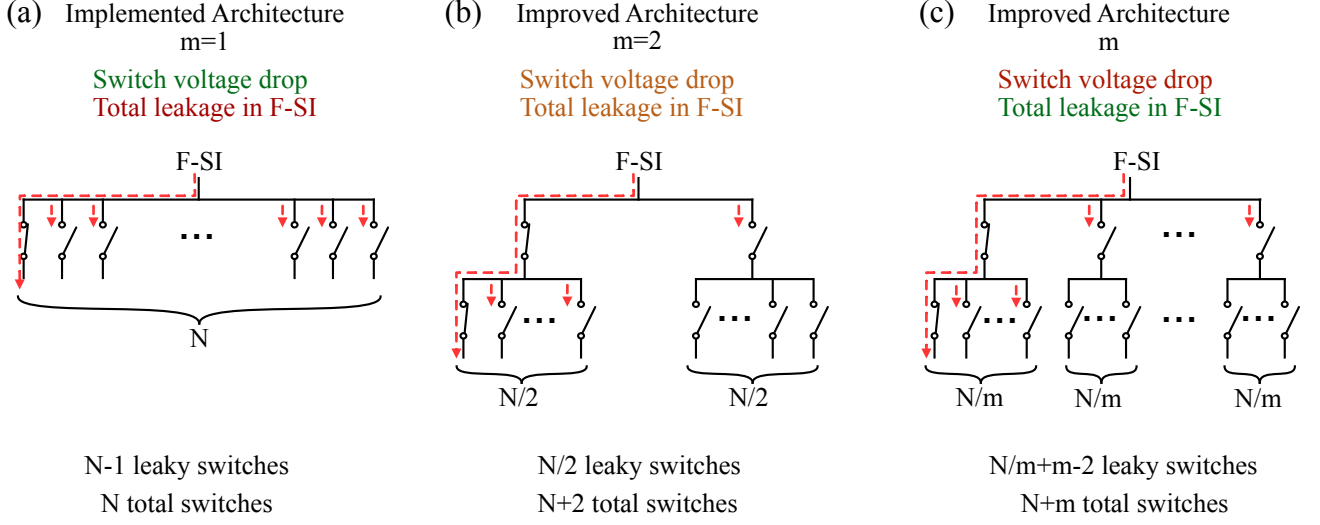 (a) Implemented Architecture
m=1
Switch voltage drop
Total leakage in F-SI
F-SI
...
N
N-1 leaky switches
N total switches
(b) Improved Architecture
m=2
Switch voltage drop
Total leakage in F-SI
F-SI
... ...
N/2 N/2
N/2 leaky switches
N+2 total switches
(c) Improved Architecture
m
Switch voltage drop
Total leakage in F-SI
F-SI
...
... ... ... ...
N/m N/m N/m
N/m+m-2 leaky switches
N+m total switches